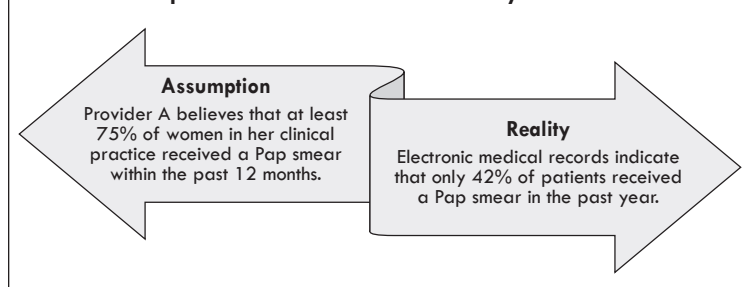 Assumption
Provider A believes that at least
75% of women in her clinical
practice received a Pap smear
within the past 12 months.
Reality
Electronic medical records indicate
that only 42% of patients received
a Pap smear in the past year.